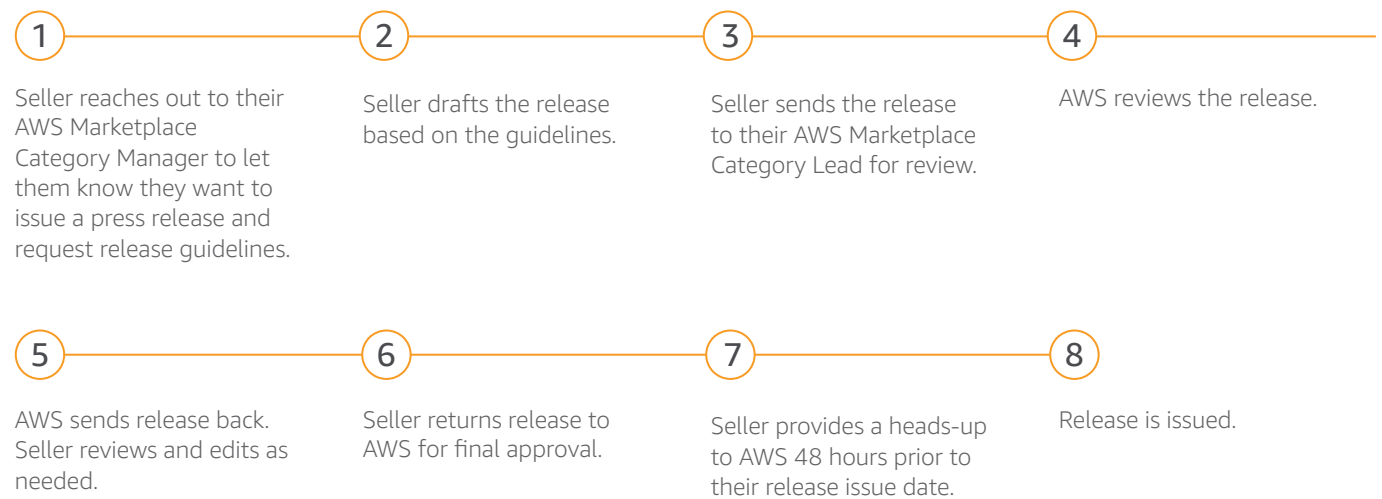 1
Seller reaches out to their
AWS Marketplace
Category Manager to let
them know they want to
issue a press release and
request release guidelines.
2
Seller drafts the release
based on the guidelines.
3
Seller sends the release
to their AWS Marketplace
Category Lead for review.
4
AWS reviews the release.
5
AWS sends release back.
Seller reviews and edits as
needed.
6
Seller returns release to
AWS for final approval.
7
Seller provides a heads-up
to AWS 48 hours prior to
their release issue date.
8
Release is issued.